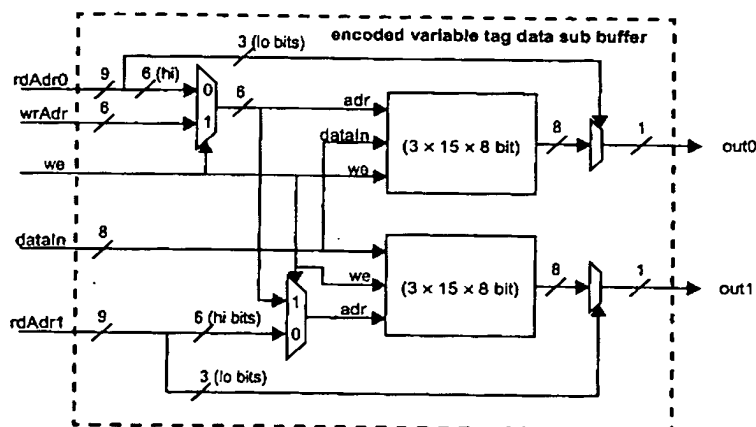 3 (lo bits)
encoded variable tag data sub buffer
rdAdr0
9
6 (hi)
0
6
adr
wrAdr
6
1
dataIn
(3 × 15 × 8 bit)
8
1
out0
we
we
dataIn
8
(3 × 15 × 8 bit)
8
1
out1
we
1
adr
rdAdr1
9
6 (hi bits)
0
3 (lo bits)